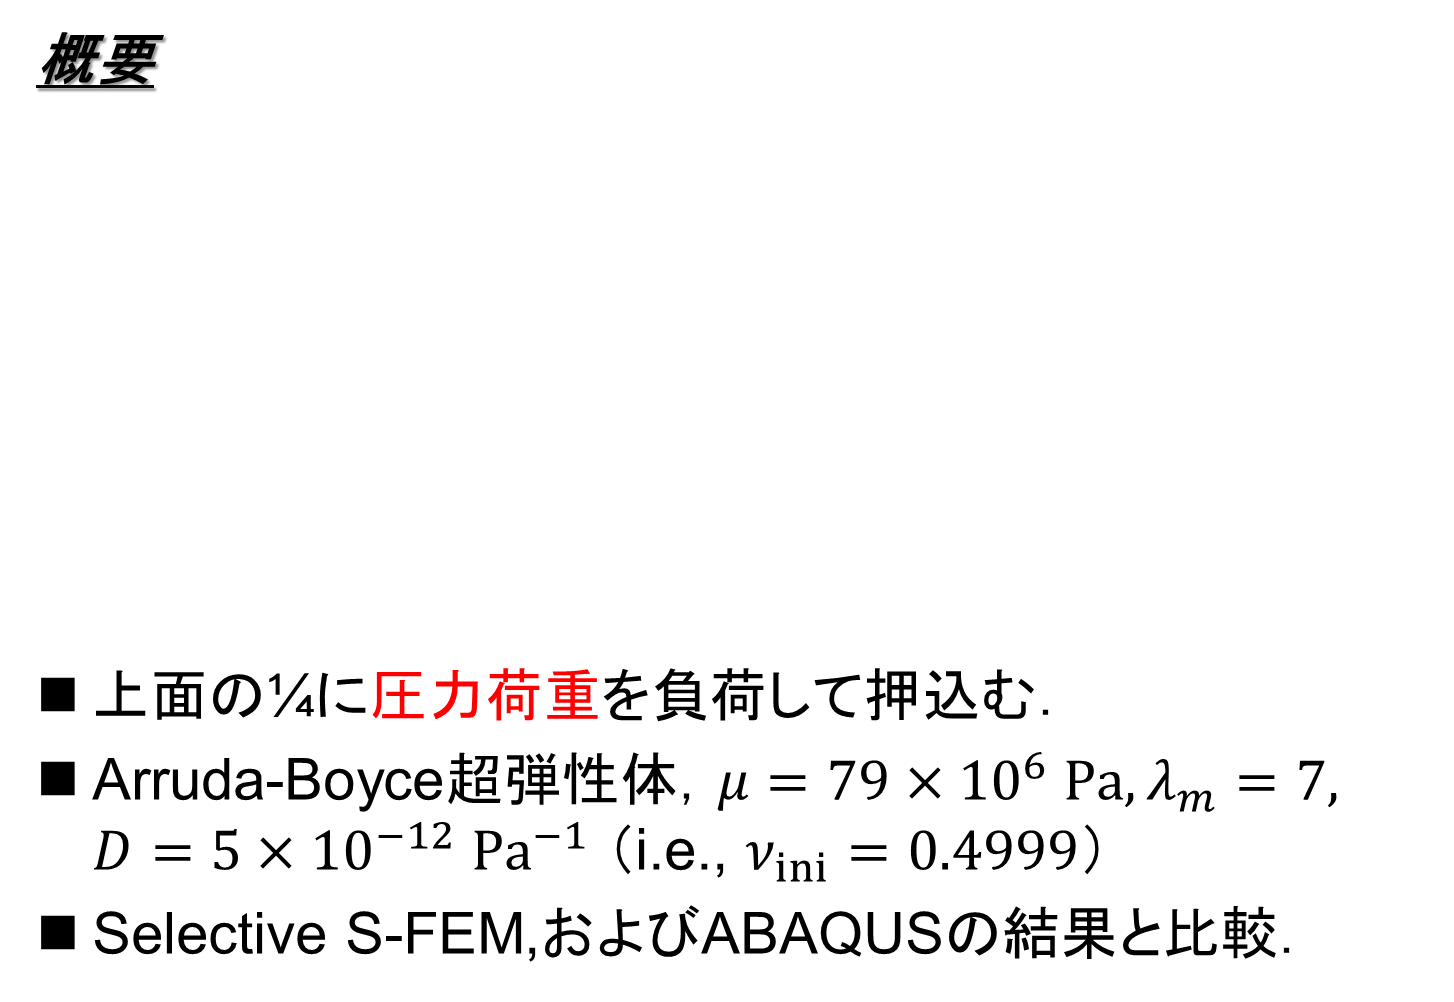 概要
■ 上面の¼に圧力荷重を負荷して押込む.
■ Arruda-Boyce超弾性体, 𝜇 = 79 × 10⁶ Pa, 𝜆ₘ = 7,
𝐷 = 5 × 10⁻¹² Pa⁻¹（i.e., 𝜈ini = 0.4999）
■ Selective S-FEM,およびABAQUSの結果と比較.